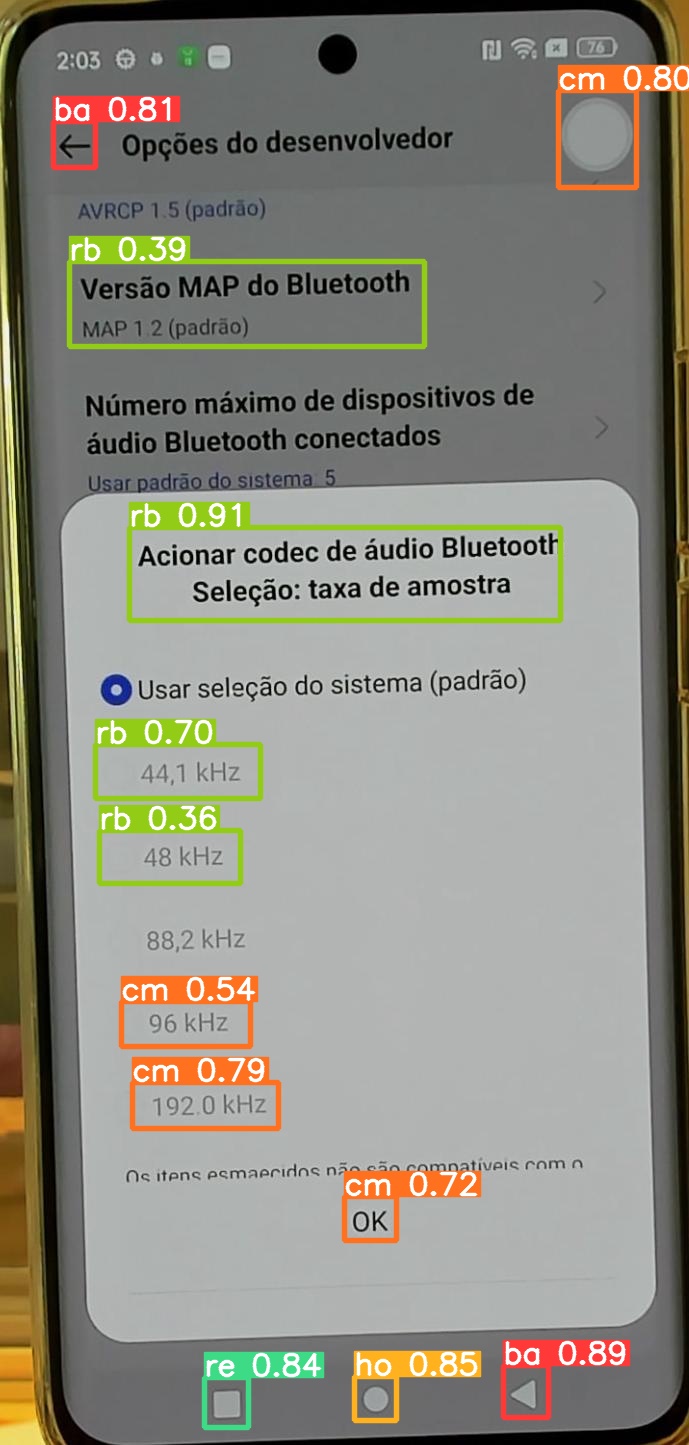 2:03
76
cm 0.80
ba 0.81
Opções do desenvolvedor
AVRCP 1.5 (padrão)
rb 0.39
Versão MAP do Bluetooth
MAP 1.2 (padrão)
Número máximo de dispositivos de
áudio Bluetooth conectados
Usar padrão do sistema: 5
rb 0.91
Acionar codec de áudio Bluetooth
Seleção: taxa de amostra
Usar seleção do sistema (padrão)
rb 0.70
44,1 kHz
rb 0.36
48 kHz
88,2 kHz
cm 0.54
96 kHz
cm 0.79
192.0 kHz
Os itens esmaecidos não são compatíveis com o
cm 0.72
OK
re 0.84
ho 0.85
ba 0.89